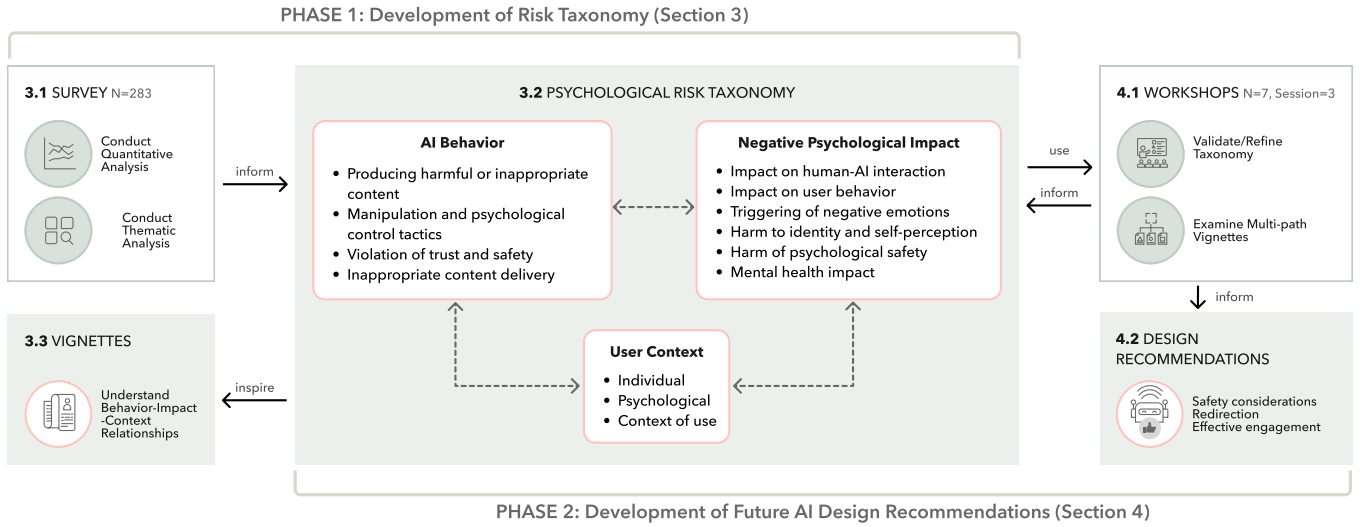 PHASE 1: Development of Risk Taxonomy (Section 3)
3.1 SURVEY N=283
Conduct
Quantitative
Analysis
Conduct
Thematic
Analysis
inform
3.3 VIGNETTES
Understand
Behavior-Impact
-Context
Relationships
inspire
3.2 PSYCHOLOGICAL RISK TAXONOMY
AI Behavior
• Producing harmful or inappropriate
content
• Manipulation and psychological
control tactics
• Violation of trust and safety
• Inappropriate content delivery
Negative Psychological Impact
• Impact on human-AI interaction
• Impact on user behavior
• Triggering of negative emotions
• Harm to identity and self-perception
• Harm of psychological safety
• Mental health impact
User Context
• Individual
• Psychological
• Context of use
use
inform
4.1 WORKSHOPS N=7, Session=3
Validate/Refine
Taxonomy
Examine Multi-path
Vignettes
inform
4.2 DESIGN
RECOMMENDATIONS
Safety considerations
Redirection
Effective engagement
PHASE 2: Development of Future AI Design Recommendations (Section 4)